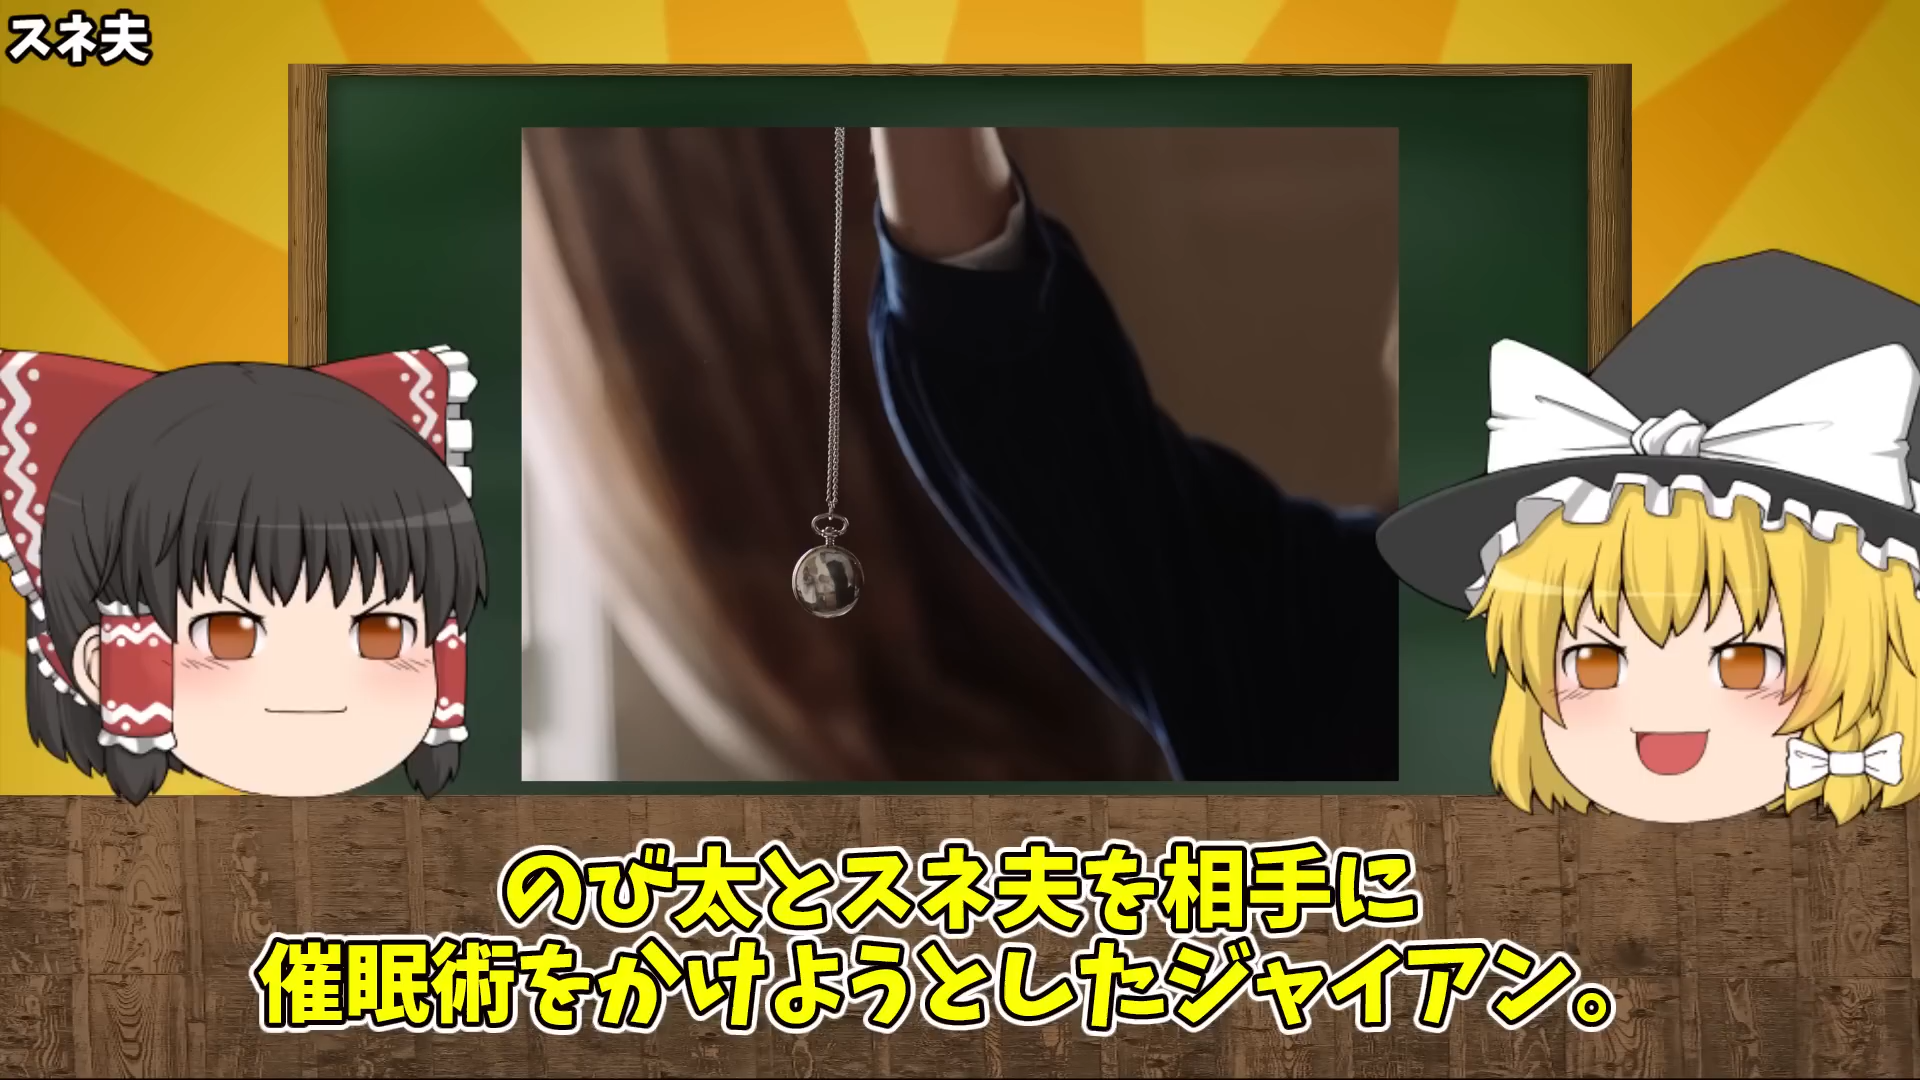 スネ夫
のび太とスネ夫を相手に
催眠術をかけようとしたジャイアン。